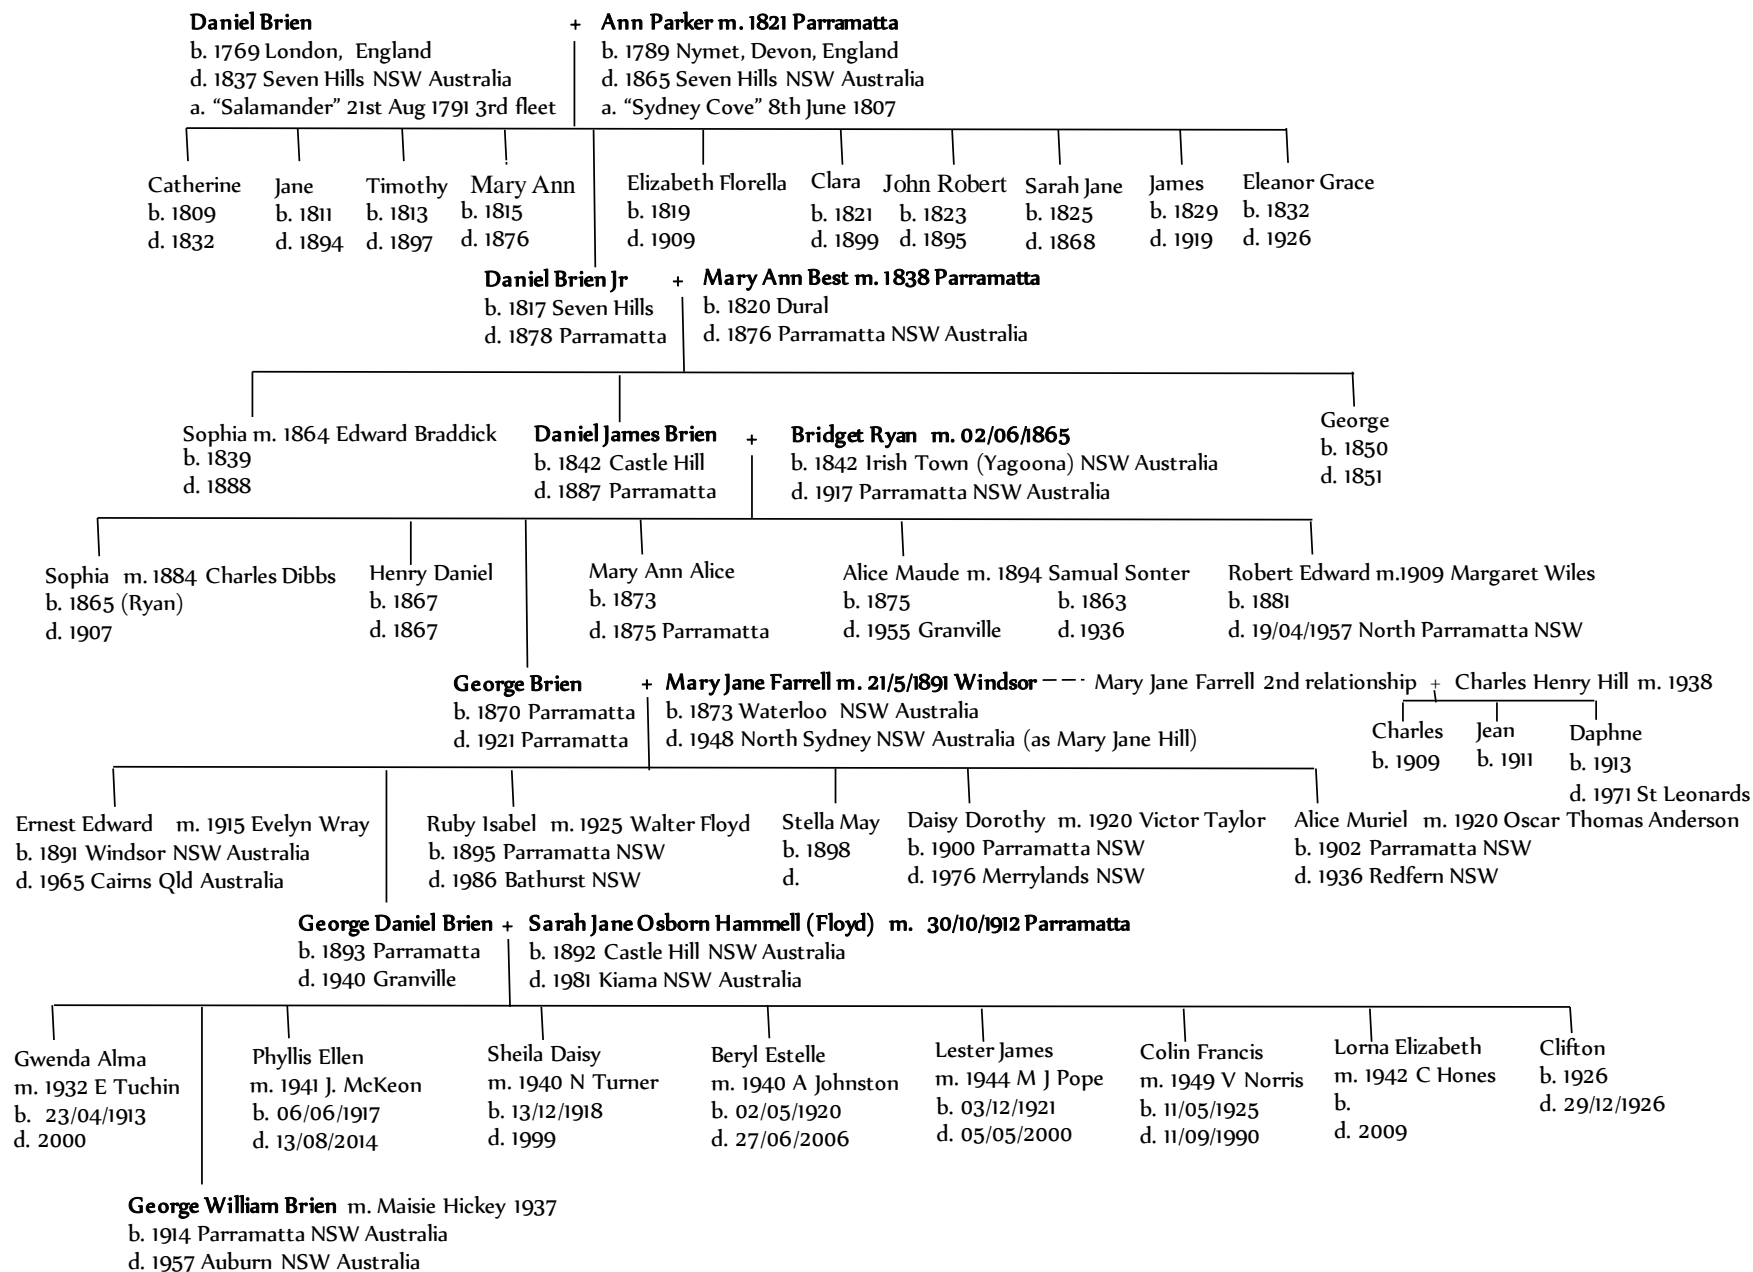 Daniel Brien + Ann Parker m. 1821 Parramatta
b. 1769 London, England
d. 1837 Seven Hills NSW Australia
a. “Salamander” 21st Aug 1791 3rd fleet
b. 1789 Nymet, Devon, England
d. 1865 Seven Hills NSW Australia
a. “Sydney Cove” 8th June 1807
Catherine
b. 1809
d. 1832
Jane
b. 1811
d. 1894
Timothy
b. 1813
d. 1897
Mary Ann
b. 1815
d. 1876
Elizabeth Florella
b. 1819
d. 1909
Clara
b. 1821
d. 1899
John Robert
b. 1823
d. 1895
Sarah Jane
b. 1825
d. 1868
James
b. 1829
d. 1919
Eleanor Grace
b. 1832
d. 1926
Daniel Brien Jr + Mary Ann Best m. 1838 Parramatta
b. 1817 Seven Hills
d. 1878 Parramatta
b. 1820 Dural
d. 1876 Parramatta NSW Australia
Sophia m. 1864 Edward Braddick
b. 1839
d. 1888
Daniel James Brien + Bridget Ryan m. 02/06/1865
b. 1842 Castle Hill
d. 1887 Parramatta
b. 1842 Irish Town (Yagoona) NSW Australia
d. 1917 Parramatta NSW Australia
George
b. 1850
d. 1851
Sophia m. 1884 Charles Dibbs
b. 1865 (Ryan)
d. 1907
Henry Daniel
b. 1867
d. 1867
Mary Ann Alice
b. 1873
d. 1875 Parramatta
Alice Maude m. 1894 Samual Sonter
b. 1875 b. 1863
d. 1955 Granville d. 1936
Robert Edward m.1909 Margaret Wiles
b. 1881
d. 19/04/1957 North Parramatta NSW
George Brien + Mary Jane Farrell m. 21/5/1891 Windsor --- Mary Jane Farrell 2nd relationship + Charles Henry Hill m. 1938
b. 1870 Parramatta
d. 1921 Parramatta
b. 1873 Waterloo NSW Australia
d. 1948 North Sydney NSW Australia (as Mary Jane Hill)
Charles
b. 1909
Jean
b. 1911
Daphne
b. 1913
d. 1971 St Leonards
Ernest Edward m. 1915 Evelyn Wray
b. 1891 Windsor NSW Australia
d. 1965 Cairns Qld Australia
Ruby Isabel m. 1925 Walter Floyd
b. 1895 Parramatta NSW
d. 1986 Bathurst NSW
Stella May
b. 1898
d.
Daisy Dorothy m. 1920 Victor Taylor
b. 1900 Parramatta NSW
d. 1976 Merrylands NSW
Alice Muriel m. 1920 Oscar Thomas Anderson
b. 1902 Parramatta NSW
d. 1936 Redfern NSW
George Daniel Brien + Sarah Jane Osborn Hammell (Floyd) m. 30/10/1912 Parramatta
b. 1893 Parramatta
d. 1940 Granville
b. 1892 Castle Hill NSW Australia
d. 1981 Kiama NSW Australia
Gwenda Alma
m. 1932 E Tuchin
b. 23/04/1913
d. 2000
Phyllis Ellen
m. 1941 J. McKeon
b. 06/06/1917
d. 13/08/2014
Sheila Daisy
m. 1940 N Turner
b. 13/12/1918
d. 1999
Beryl Estelle
m. 1940 A Johnston
b. 02/05/1920
d. 27/06/2006
Lester James
m. 1944 M J Pope
b. 03/12/1921
d. 05/05/2000
Colin Francis
m. 1949 V Norris
b. 11/05/1925
d. 11/09/1990
Lorna Elizabeth
m. 1942 C Hones
b.
d. 2009
Clifton
b. 1926
d. 29/12/1926
George William Brien m. Maisie Hickey 1937
b. 1914 Parramatta NSW Australia
d. 1957 Auburn NSW Australia